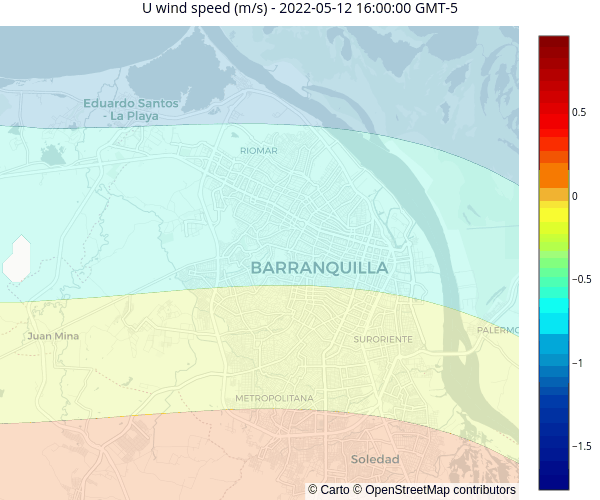 U wind speed (m/s) - 2022-05-12 16:00:00 GMT-5
Eduardo Santos
- La Playa
RIOMAR
BARRANQUILLA
Juan Mina
SURORIENTE
PALERMO
METROPOLITANA
Soledad
© Carto © OpenStreetMap contributors
0.5
0
−0.5
−1
−1.5